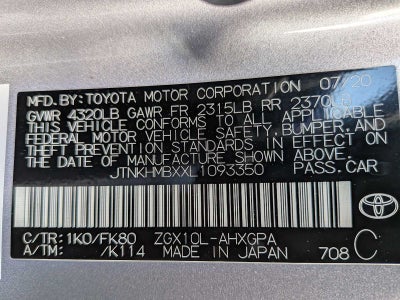 MFD.BY:TOYOTA MOTOR CORPORATION 07/20
GVWR 4320LB GAWR FR 2315LB RR 2370LB
THIS VEHICLE CONFORMS TO ALL APPLICABLE
FEDERAL MOTOR VEHICLE SAFETY,BUMPER,AND
THEFT PREVENTION STANDARDS IN EFFECT ON
THE DATE OF MANUFACTURE SHOWN ABOVE.
JTNKHMBXXL1093350 PASS.CAR
C/TR:1K0/FK80 ZGX10L-AHXGPA
A/TM: /K114 MADE IN JAPAN 708 C
TOYOTA